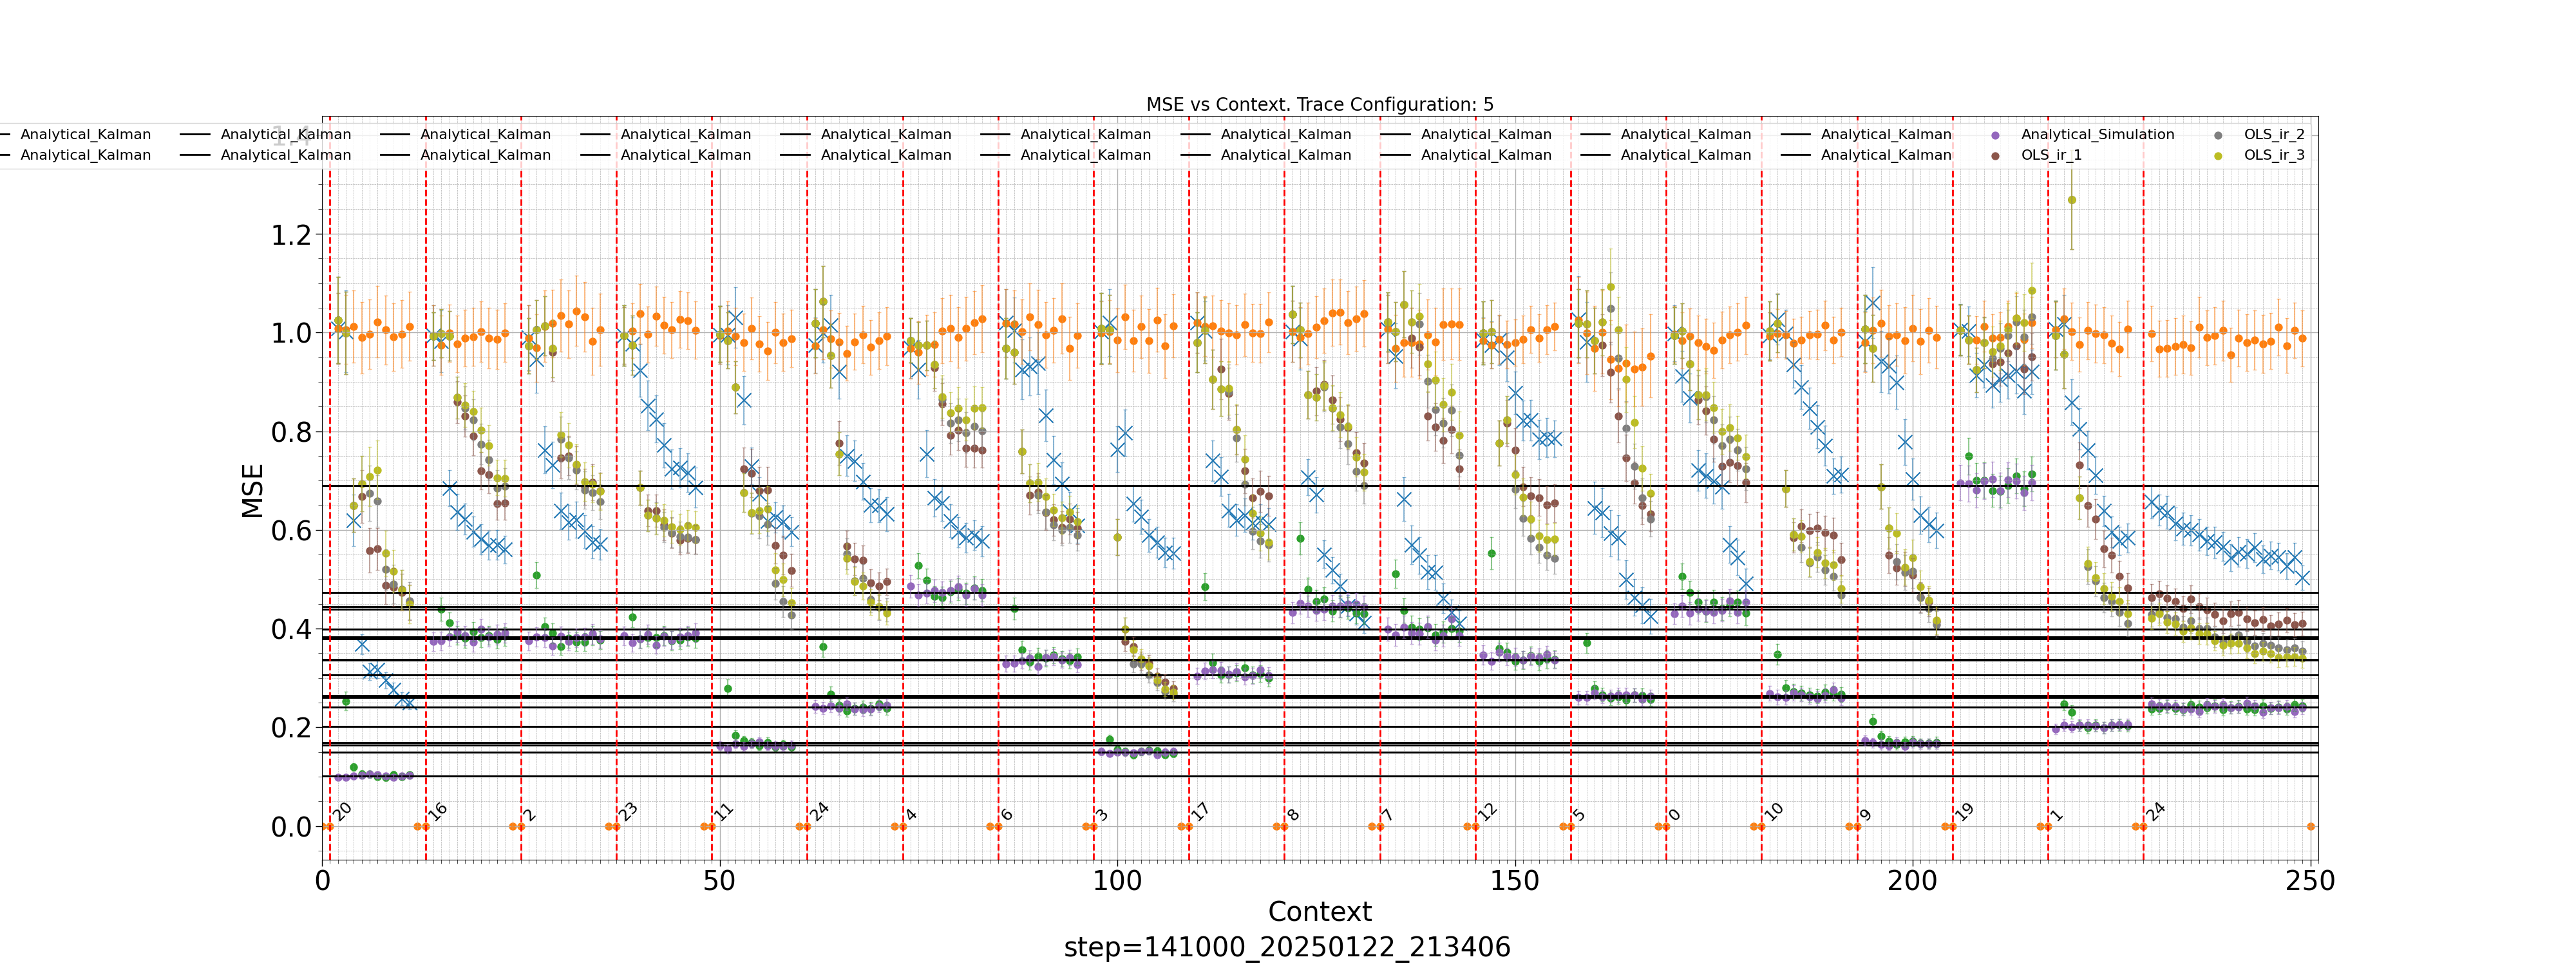 MSE vs Context. Trace Configuration: 5
Analytical_Kalman Analytical_Kalman Analytical_Kalman Analytical_Kalman Analytical_Kalman Analytical_Kalman Analytical_Kalman Analytical_Kalman Analytical_Kalman Analytical_Kalman Analytical_Simulation OLS_ir_2
Analytical_Kalman Analytical_Kalman Analytical_Kalman Analytical_Kalman Analytical_Kalman Analytical_Kalman Analytical_Kalman Analytical_Kalman Analytical_Kalman Analytical_Kalman OLS_ir_1 OLS_ir_3
1.4
1.2
1.0
0.8
0.6
0.4
0.2
0.0
MSE
20 16 2 23 11 24 4 6 3 17 8 7 12 5 0 10 9 19 1 24
0 50 100 150 200 250
Context
step=141000_20250122_213406